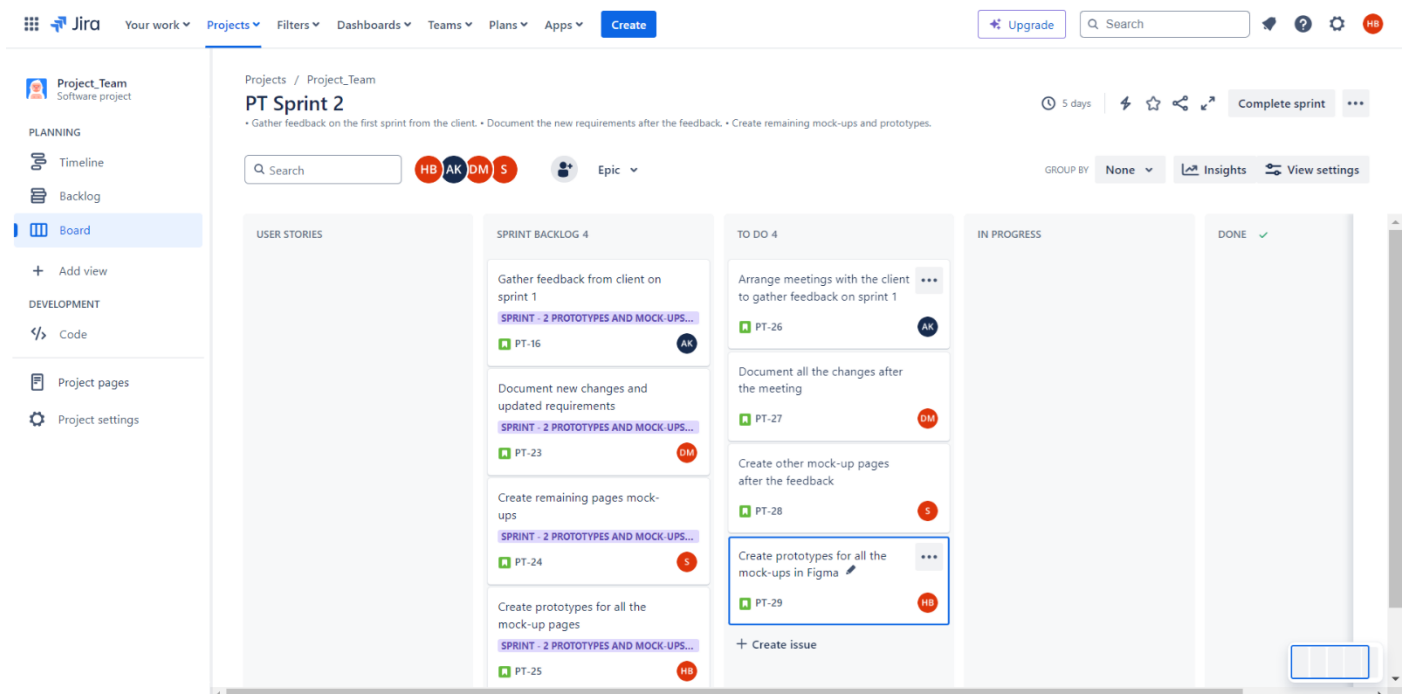 Jira Your work Projects Filters Dashboards Teams Plans Apps Create Upgrade Search HB
Project_Team
Software project
PLANNING
Timeline
Backlog
Board
Add view
DEVELOPMENT
Code
Project pages
Project settings
Projects / Project_Team
PT Sprint 2
• Gather feedback on the first sprint from the client. • Document the new requirements after the feedback. • Create remaining mock-ups and prototypes.
5 days Complete sprint
Search HB AK DM S Epic GROUP BY None Insights View settings
USER STORIES
SPRINT BACKLOG 4
Gather feedback from client on
sprint 1
SPRINT - 2 PROTOTYPES AND MOCK-UPS...
PT-16 AK
Document new changes and
updated requirements
SPRINT - 2 PROTOTYPES AND MOCK-UPS...
PT-23 DM
Create remaining pages mock-
ups
SPRINT - 2 PROTOTYPES AND MOCK-UPS...
PT-24 S
Create prototypes for all the
mock-up pages
SPRINT - 2 PROTOTYPES AND MOCK-UPS...
PT-25 HB
TO DO 4
Arrange meetings with the client
to gather feedback on sprint 1
PT-26 AK
Document all the changes after
the meeting
PT-27 DM
Create other mock-up pages
after the feedback
PT-28 S
Create prototypes for all the
mock-ups in Figma
PT-29 HB
+ Create issue
IN PROGRESS
DONE